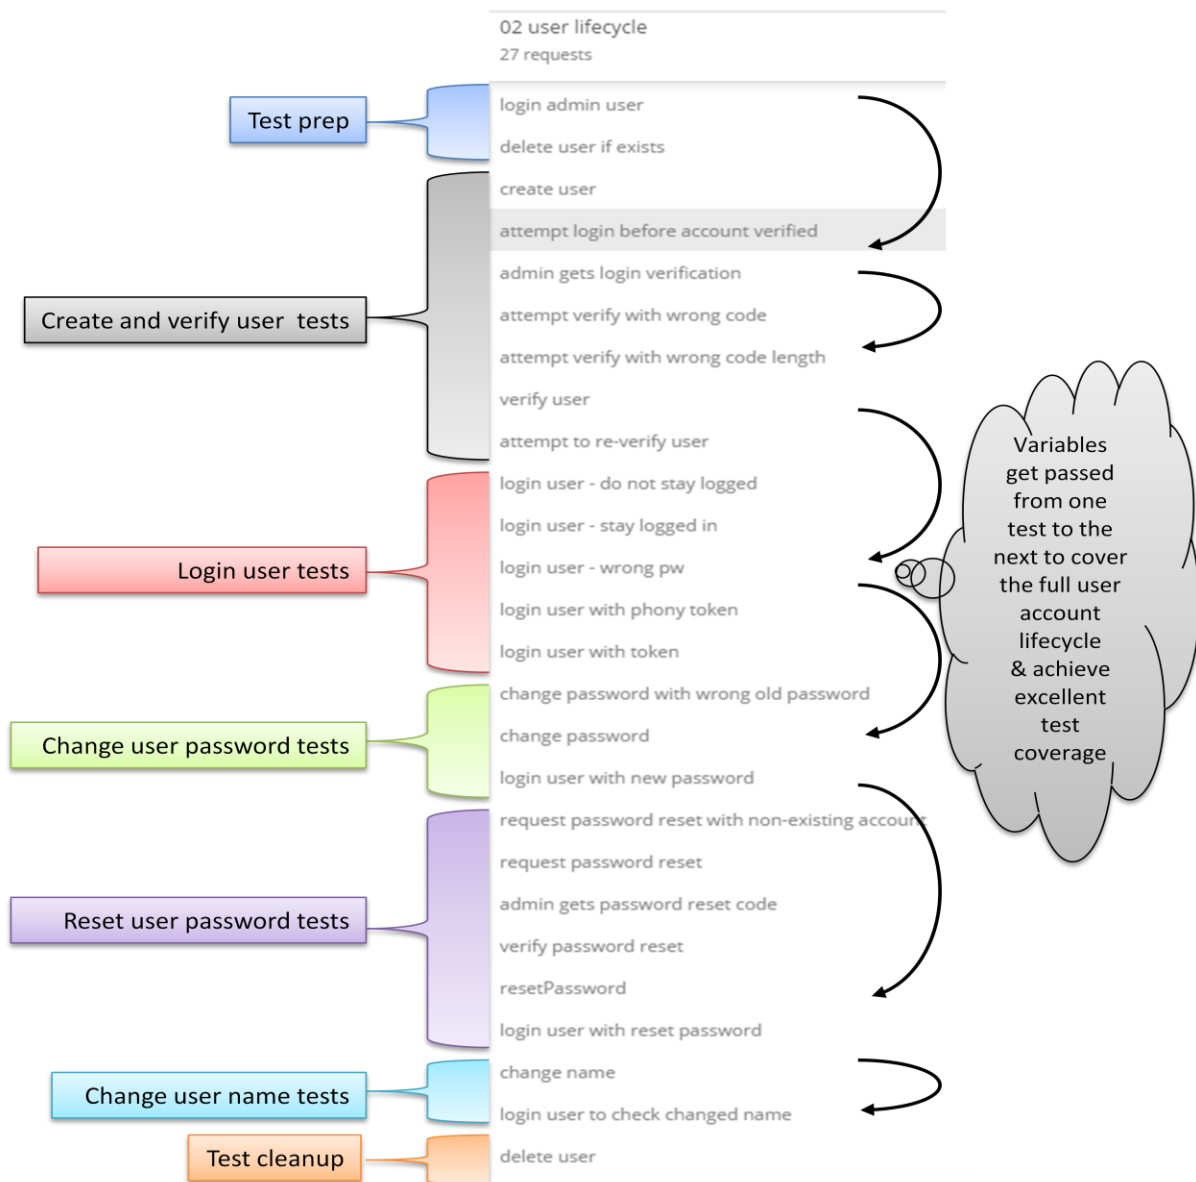 02 user lifecycle
27 requests
Test prep
login admin user
delete user if exists
Create and verify user tests
create user
attempt login before account verified
admin gets login verification
attempt verify with wrong code
attempt verify with wrong code length
verify user
attempt to re-verify user
Login user tests
login user - do not stay logged
login user - stay logged in
login user - wrong pw
login user with phony token
login user with token
Change user password tests
change password with wrong old password
change password
login user with new password
Reset user password tests
request password reset with non-existing account
request password reset
admin gets password reset code
verify password reset
resetPassword
login user with reset password
Change user name tests
change name
login user to check changed name
Test cleanup
delete user
Variables
get passed
from one
test to the
next to cover
the full user
account
lifecycle
& achieve
excellent
test
coverage